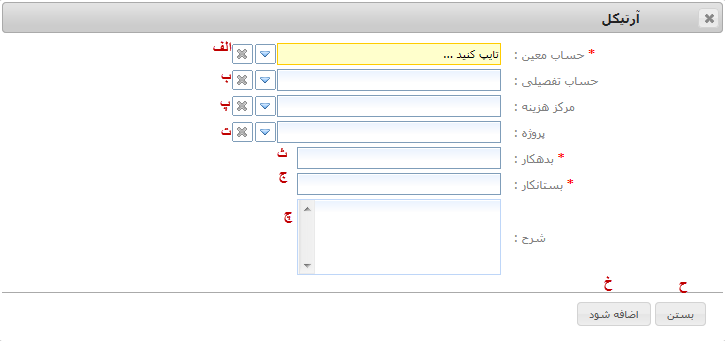 آرتیکل
* حساب معین : تایپ کنید ... الف
حساب تفصیلی : ب
مرکز هزینه : پ
پروژه : ت
* بدهکار : ث
* بستانکار : ج
شرح : چ
ح خ
بستن اضافه شود